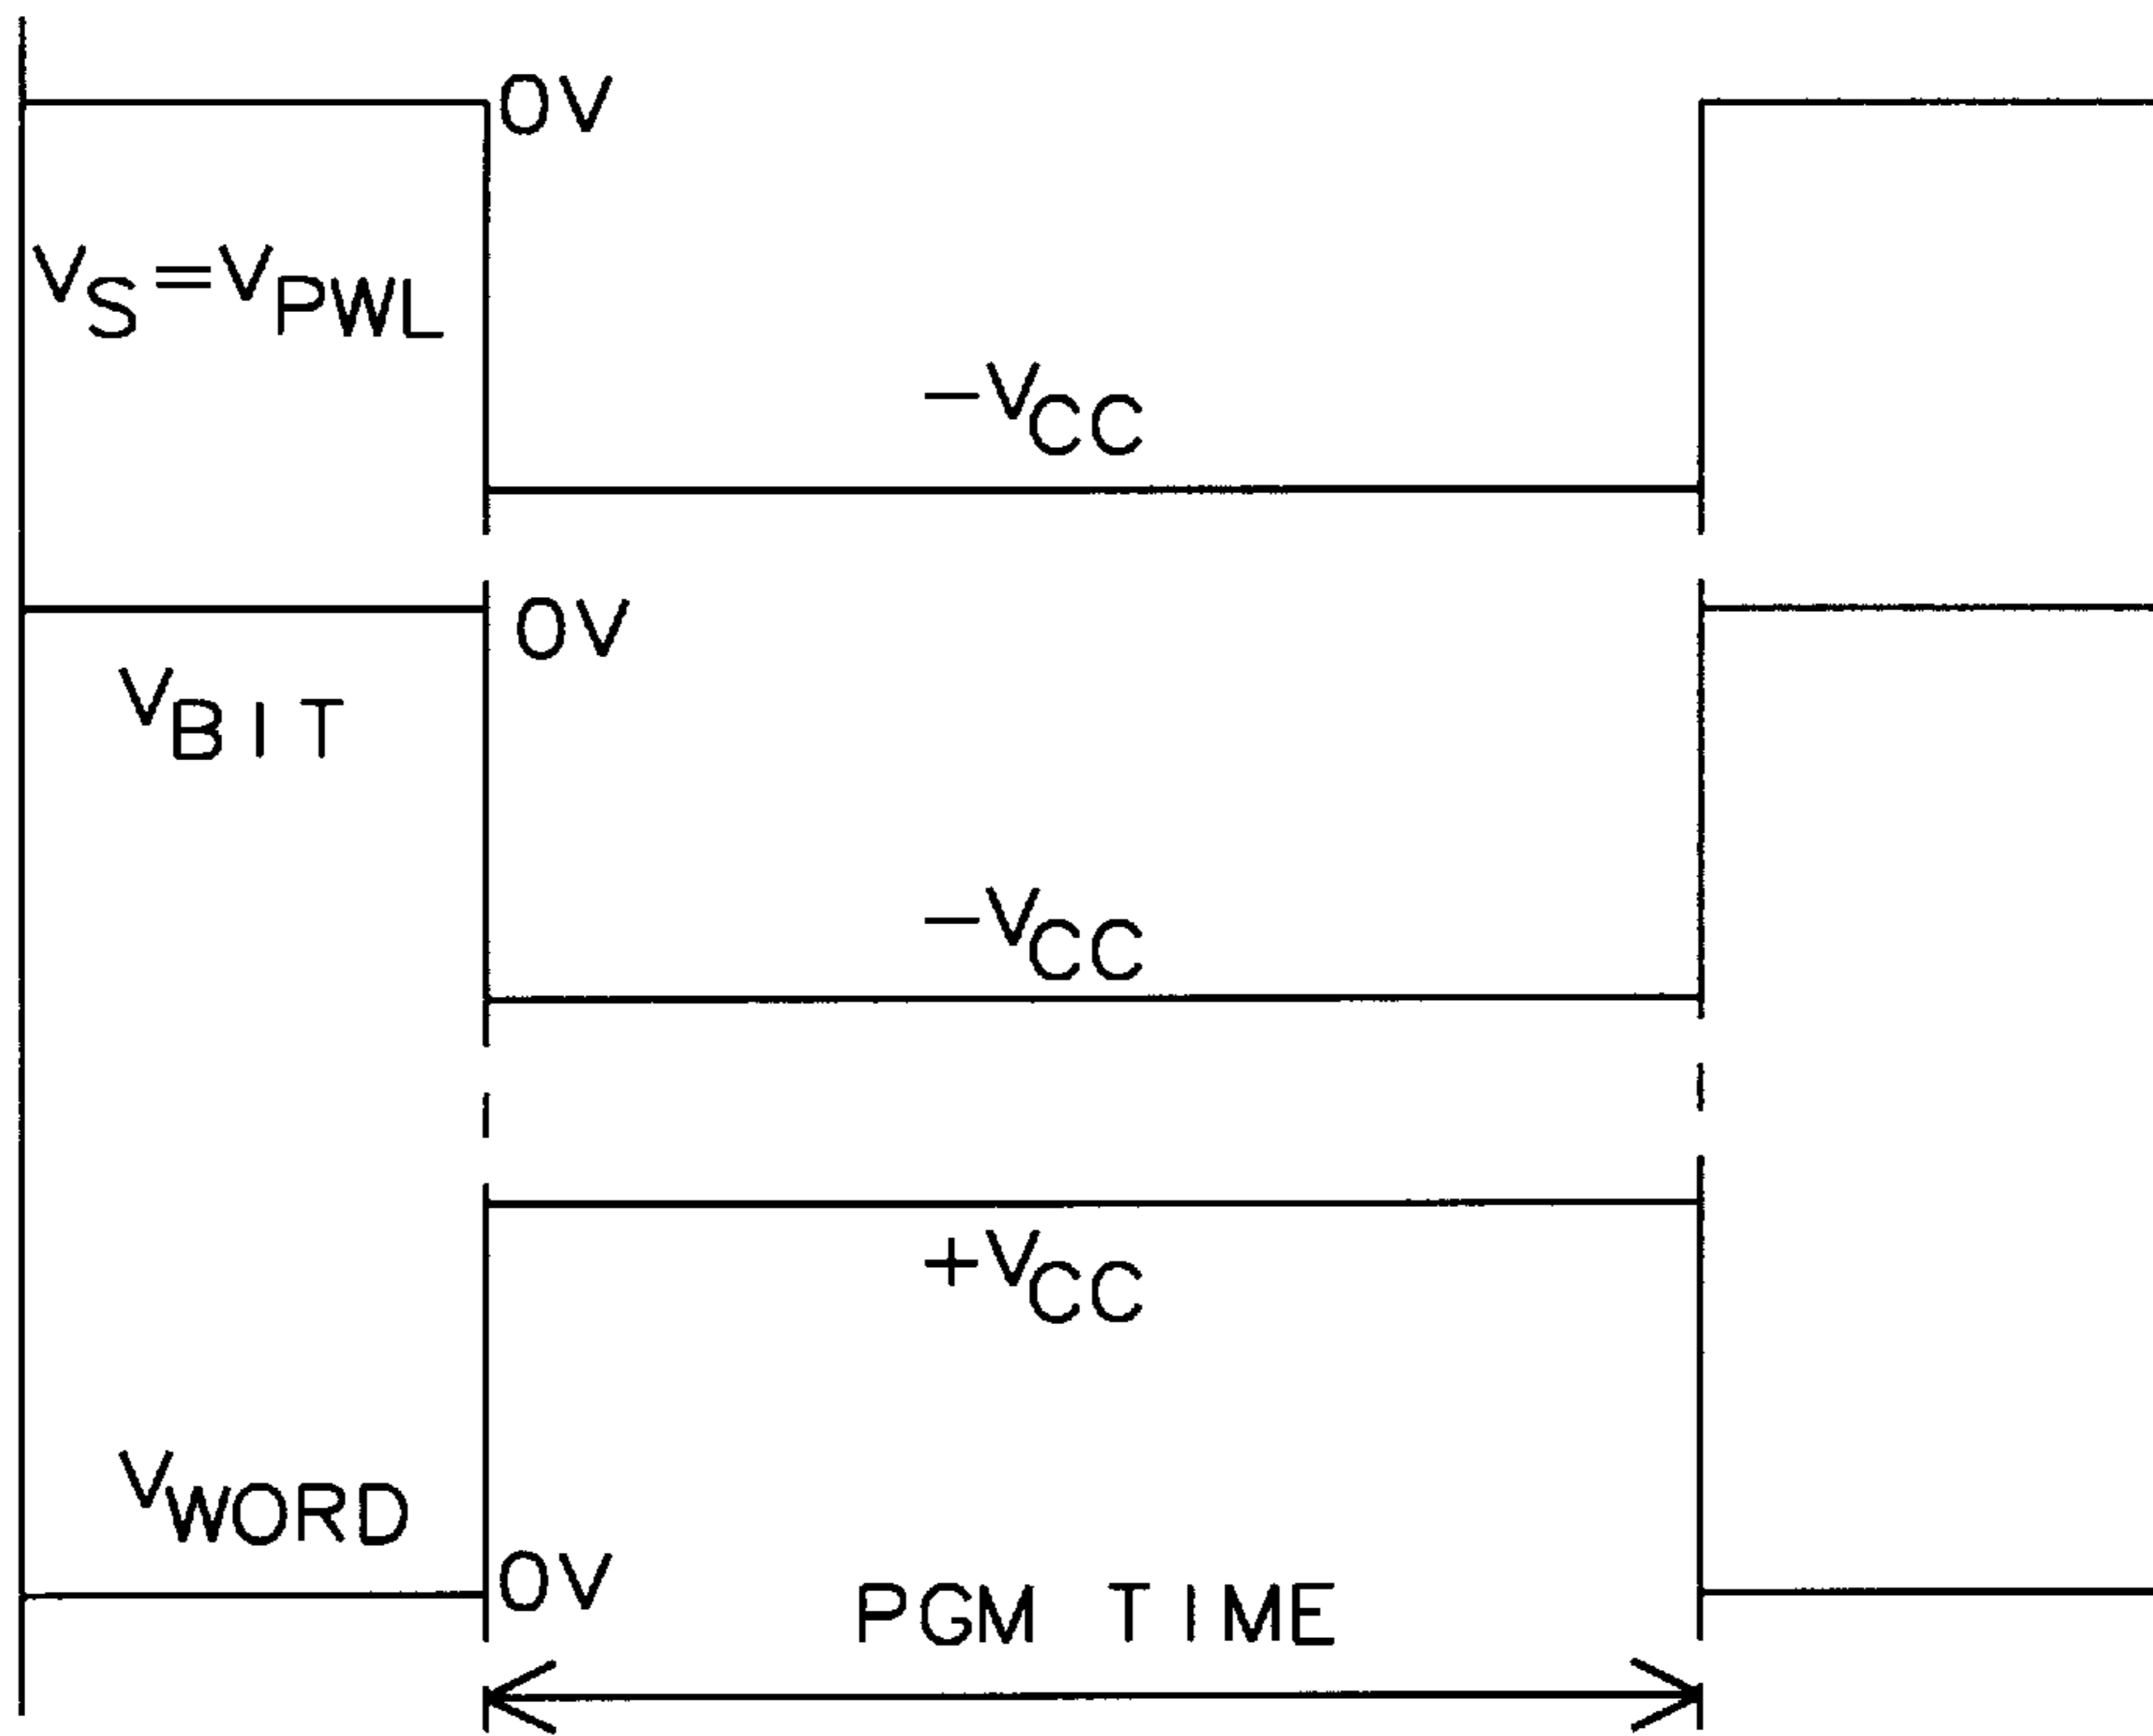 0V
VS=VPWL
-VCC
0V
VBIT
-VCC
+VCC
VWORD
0V
PGM TIME